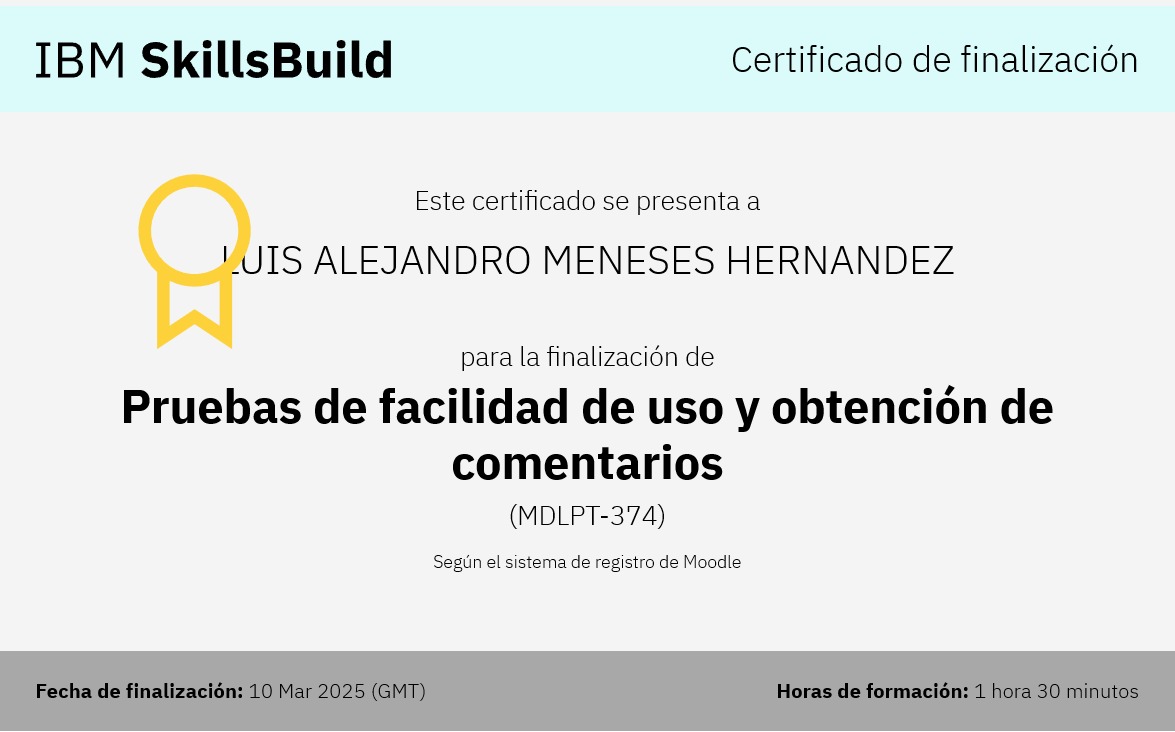 IBM SkillsBuild
Certificado de finalización
Este certificado se presenta a
LUIS ALEJANDRO MENESES HERNANDEZ
para la finalización de
Pruebas de facilidad de uso y obtención de
comentarios
(MDLPT-374)
Según el sistema de registro de Moodle
Fecha de finalización: 10 Mar 2025 (GMT)
Horas de formación: 1 hora 30 minutos